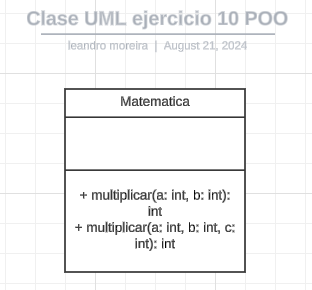 Clase UML ejercicio 10 POO
leandro moreira | August 21, 2024
Matematica
+ multiplicar(a: int, b: int):
int
+ multiplicar(a: int, b: int, c:
int): int